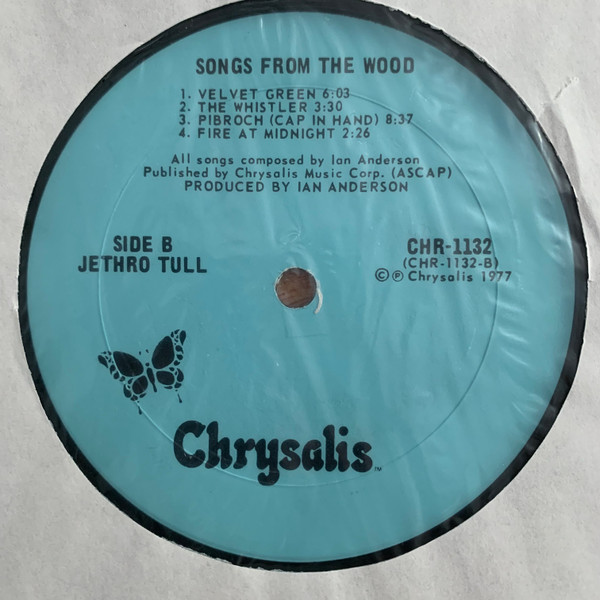 SONGS FROM THE WOOD
1. VELVET GREEN 6:03
2. THE WHISTLER 3:30
3. PIBROCH (CAP IN HAND) 8:37
4. FIRE AT MIDNIGHT 2:26
All songs composed by Ian Anderson
Published by Chrysalis Music Corp. (ASCAP)
PRODUCED BY IAN ANDERSON
SIDE B
JETHRO TULL
CHR-1132
(CHR-1132-B)
©℗ Chrysalis 1977
Chrysalis™